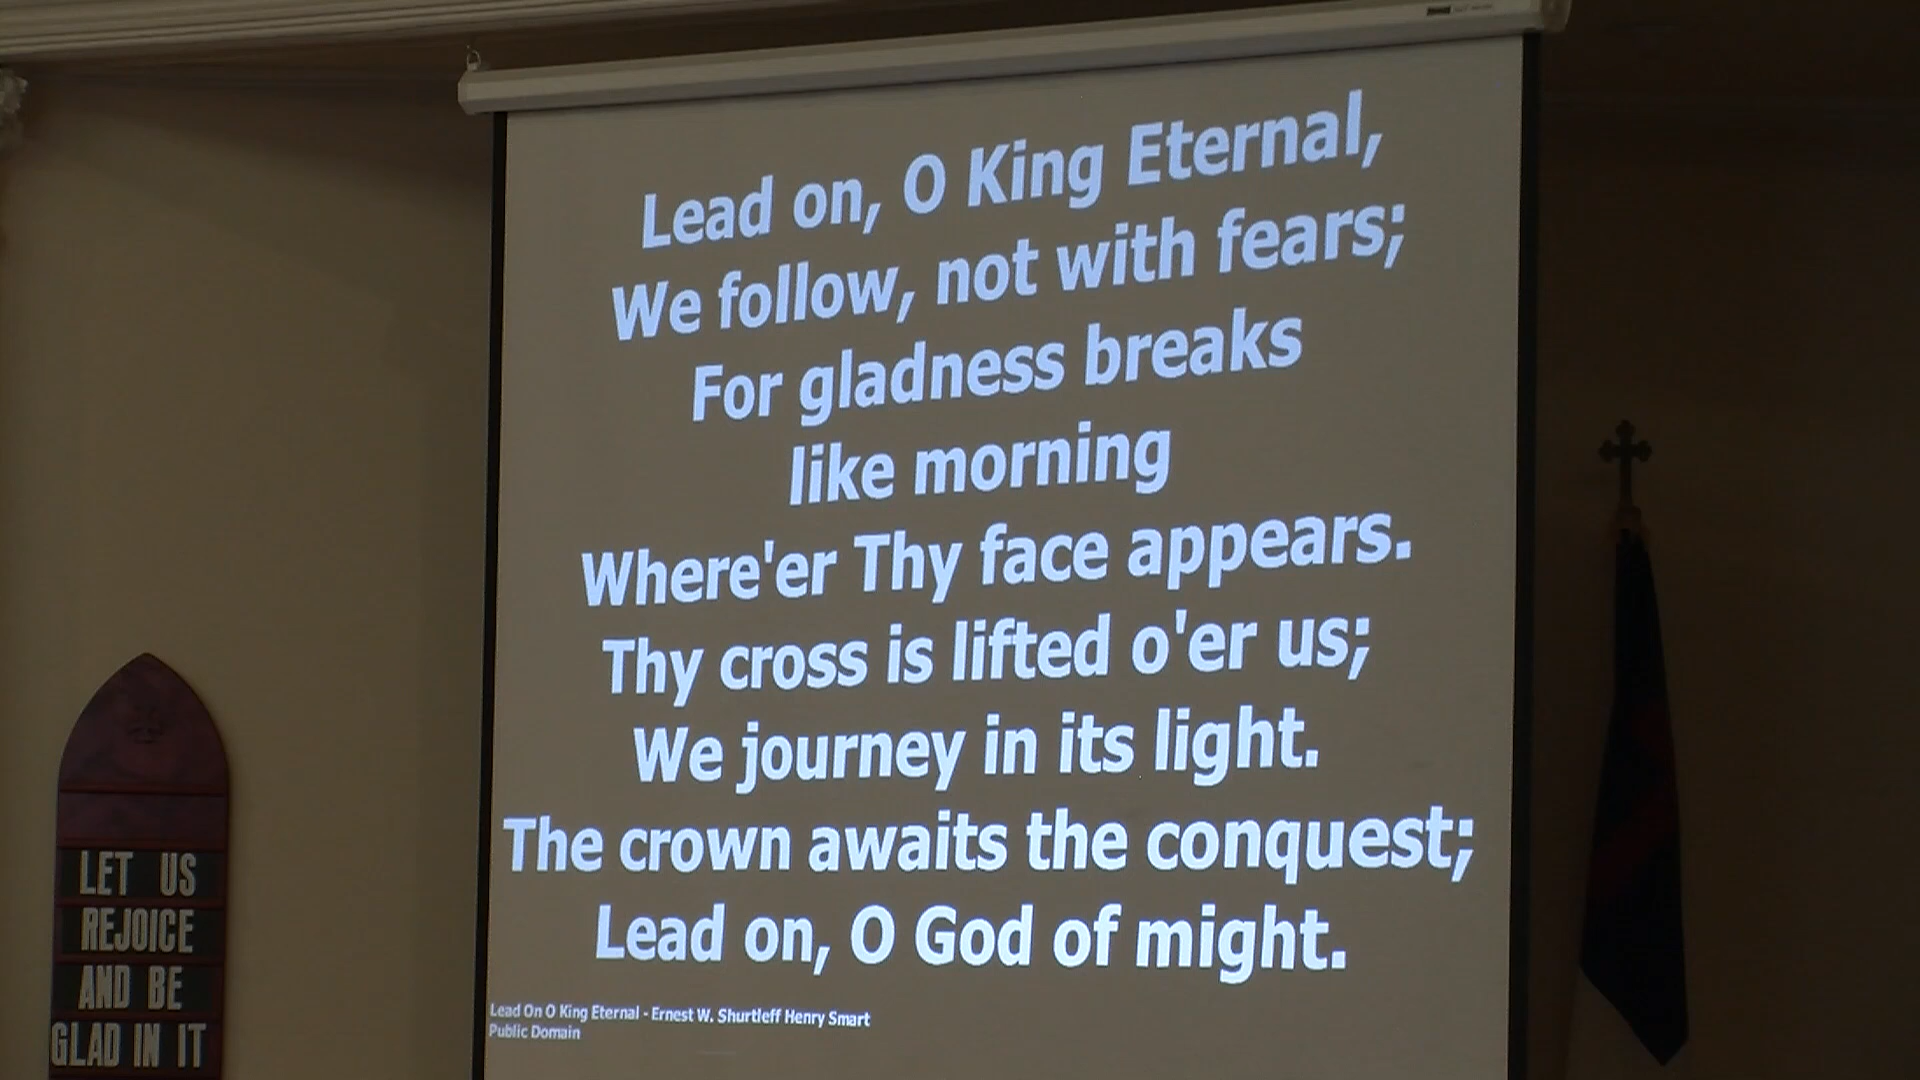 Lead on, O King Eternal,
We follow, not with fears;
For gladness breaks
like morning
Where'er Thy face appears.
Thy cross is lifted o'er us;
We journey in its light.
The crown awaits the conquest;
Lead on, O God of might.
Lead On O King Eternal - Ernest W. Shurtleff Henry Smart
Public Domain
LET US
REJOICE
AND BE
GLAD IN IT